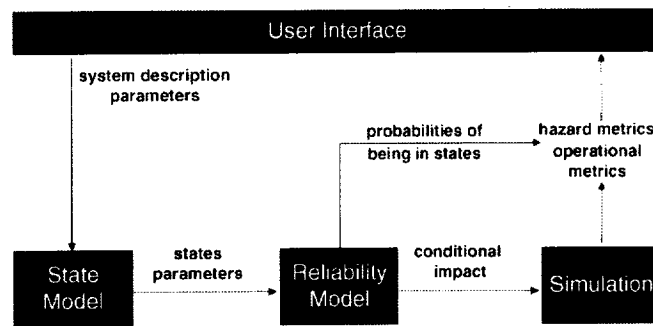 User Interface
system description
parameters
probabilities of
being in states
hazard metrics
operational
metrics
states
parameters
conditional
impact
State
Model
Reliability
Model
Simulation